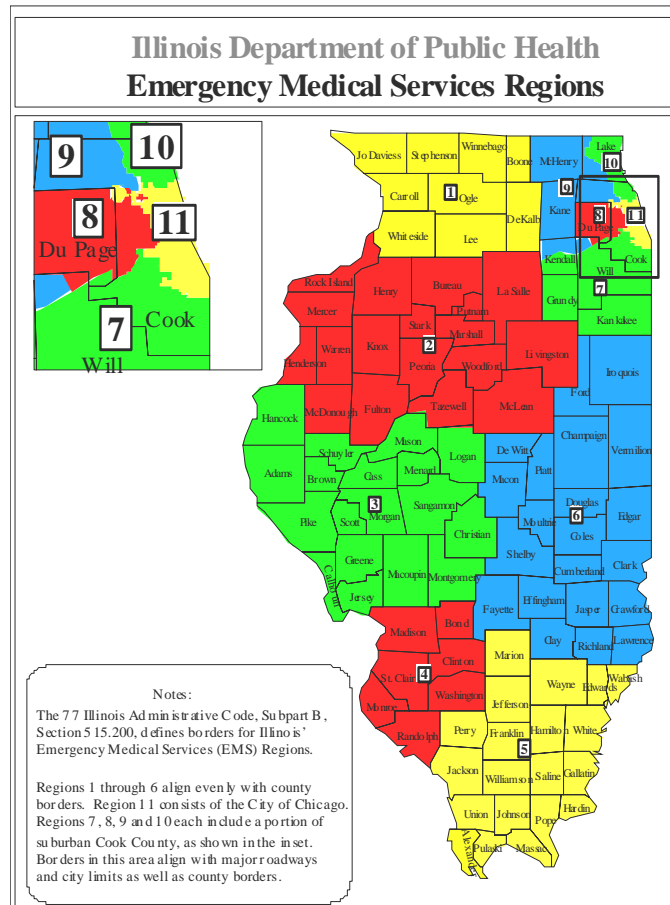 Illinois Department of Public Health
Emergency Medical Services Regions
9
10
8
11
Du Page
7
Cook
Will
Jo Daviess
Stephenson
Winnebago
Boone
McHenry
Lake
10
Carroll
1
Ogle
9
Kane
DeKalb
8
11
Du Page
Whiteside
Lee
Cook
Kendall
Will
Rock Island
Bureau
La Salle
7
Henry
Grundy
Mercer
Putnam
Kankakee
Stark
Marshall
Knox
2
Warren
Livingston
Henderson
Peoria
Woodford
Iroquois
Ford
McDonough
Fulton
Tazewell
McLean
Hancock
Mason
Champaign
Schuyler
Logan
De Witt
Vermilion
Adams
Cass
Menard
Piatt
Brown
Macon
3
Douglas
Pike
Scott
Morgan
Sangamon
6
Edgar
Moultrie
Christian
Coles
Greene
Shelby
Clark
Calhoun
Macoupin
Montgomery
Cumberland
Jersey
Effingham
Fayette
Jasper
Crawford
Bond
Madison
Clay
Richland
Lawrence
Marion
Clinton
St. Clair
4
Wayne
Edwards
Wabash
Washington
Jefferson
Monroe
Randolph
Perry
Franklin
Hamilton
White
5
Jackson
Williamson
Saline
Gallatin
Union
Johnson
Pope
Hardin
Alexander
Pulaski
Massac
Notes:
The 77 Illinois Administrative Code, Subpart B,
Section 515.200, defines borders for Illinois'
Emergency Medical Services (EMS) Regions.
Regions 1 through 6 align evenly with county
borders. Region 11 consists of the City of Chicago.
Regions 7, 8, 9 and 10 each include a portion of
suburban Cook County, as shown in the inset.
Borders in this area align with major roadways
and city limits as well as county borders.